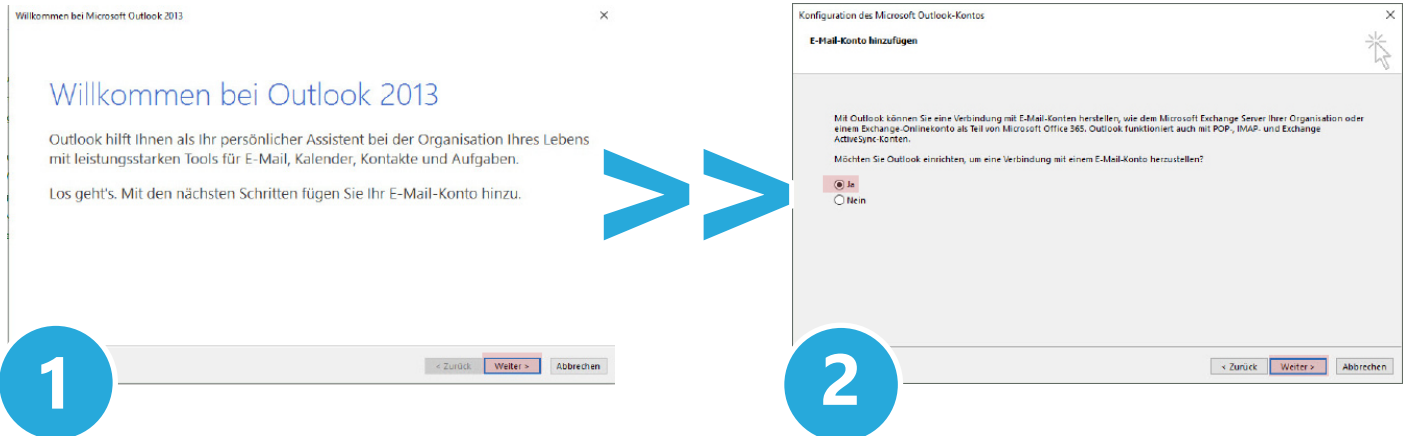 Willkommen bei Microsoft Outlook 2013
Willkommen bei Outlook 2013
Outlook hilft Ihnen als Ihr persönlicher Assistent bei der Organisation Ihres Lebens
mit leistungsstarken Tools für E-Mail, Kalender, Kontakte und Aufgaben.
Los geht's. Mit den nächsten Schritten fügen Sie Ihr E-Mail-Konto hinzu.
< Zurück Weiter > Abbrechen
1
>>
Konfiguration des Microsoft Outlook-Kontos
E-Mail-Konto hinzufügen
Mit Outlook können Sie eine Verbindung mit E-Mail-Konten herstellen, wie dem Microsoft Exchange Server Ihrer Organisation oder
einem Exchange-Onlinekonto als Teil von Microsoft Office 365. Outlook funktioniert auch mit POP-, IMAP- und Exchange
ActiveSync-Konten.
Möchten Sie Outlook einrichten, um eine Verbindung mit einem E-Mail-Konto herzustellen?
Ja
Nein
< Zurück Weiter > Abbrechen
2